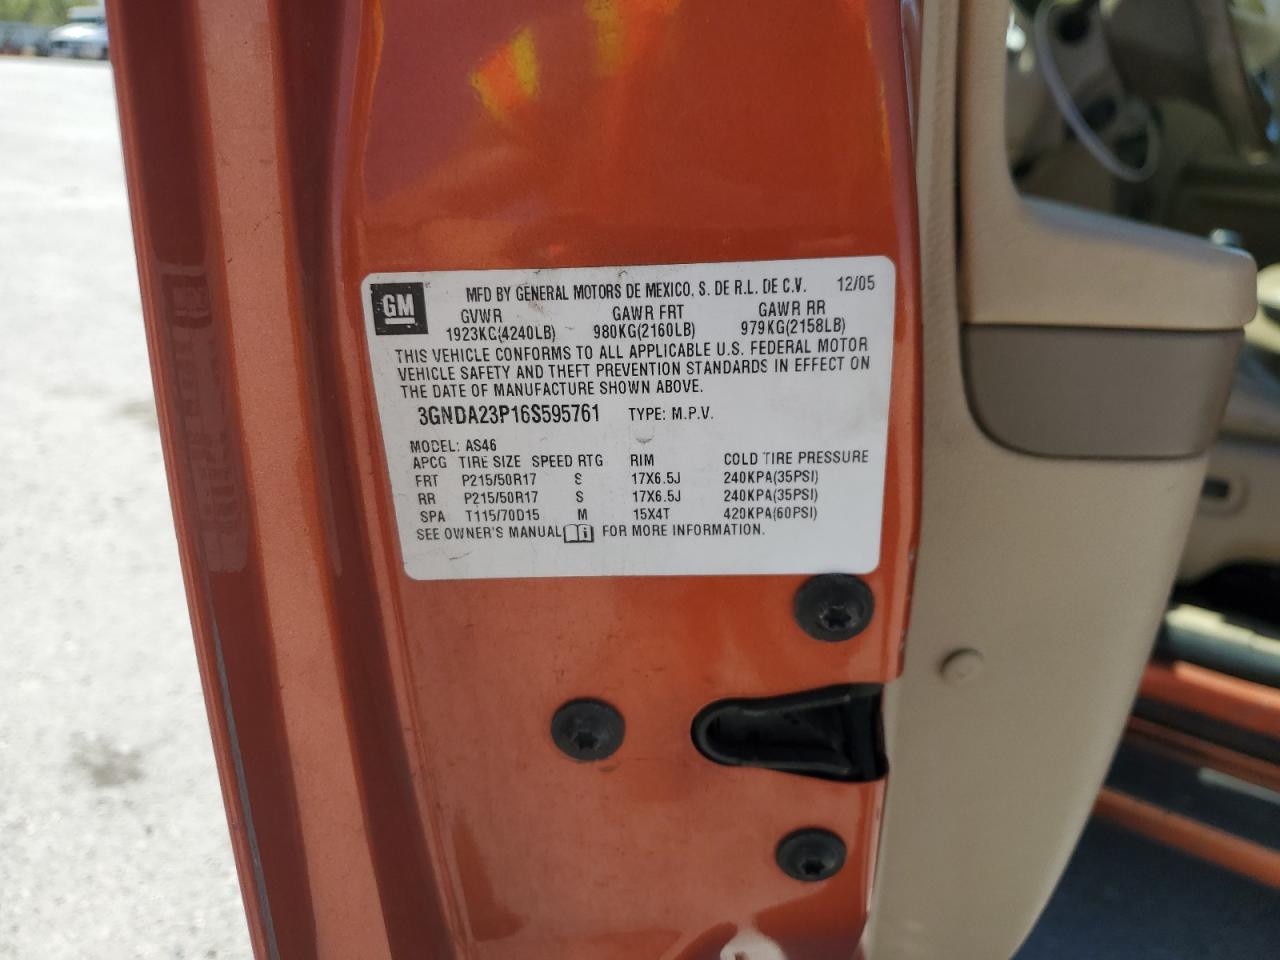 GM
MFD BY GENERAL MOTORS DE MEXICO, S. DE R.L. DE C.V. 12/05
GVWR GAWR FRT GAWR RR
1923KG(4240LB) 980KG(2160LB) 979KG(2158LB)
THIS VEHICLE CONFORMS TO ALL APPLICABLE U.S. FEDERAL MOTOR
VEHICLE SAFETY AND THEFT PREVENTION STANDARDS IN EFFECT ON
THE DATE OF MANUFACTURE SHOWN ABOVE.
3GNDA23P16S595761 TYPE: M.P.V.
MODEL: AS46
APCG TIRE SIZE SPEED RTG RIM COLD TIRE PRESSURE
FRT P215/50R17 S 17X6.5J 240KPA(35PSI)
RR P215/50R17 S 17X6.5J 240KPA(35PSI)
SPA T115/70D15 M 15X4T 420KPA(60PSI)
SEE OWNER'S MANUAL i FOR MORE INFORMATION.